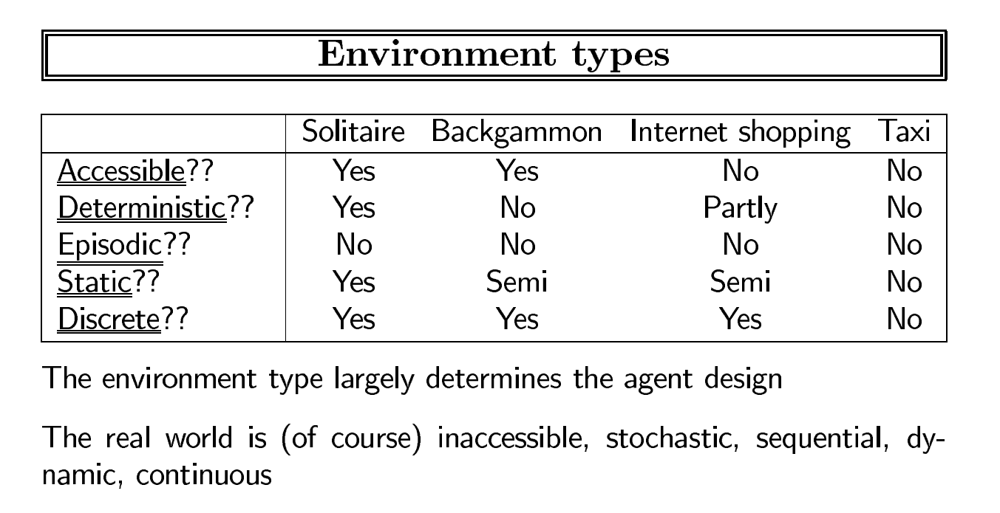 Environment types
Solitaire Backgammon Internet shopping Taxi
Accessible?? Yes Yes No No
Deterministic?? Yes No Partly No
Episodic?? No No No No
Static?? Yes Semi Semi No
Discrete?? Yes Yes Yes No
The environment type largely determines the agent design
The real world is (of course) inaccessible, stochastic, sequential, dy-
namic, continuous